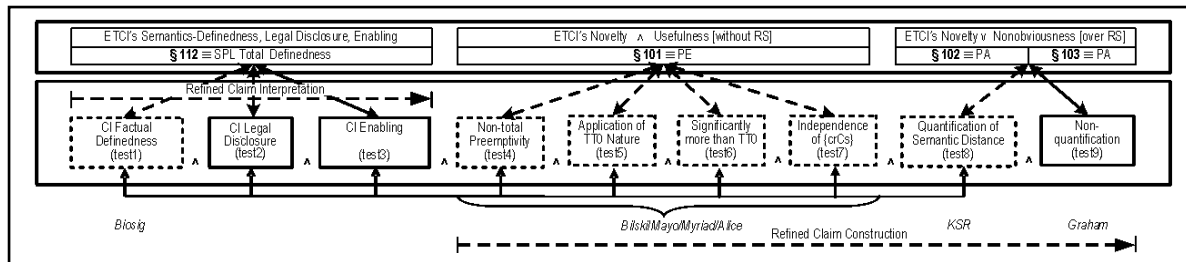 ETCI's Semantics-Definedness, Legal Disclosure, Enabling
§ 112 ≡ SPL Total Definedness
ETCI's Novelty ∧ Usefulness [without RS]
§ 101 ≡ PE
ETCI's Novelty v Nonobviousness [over RS]
§ 102 ≡ PA
§ 103 ≡ PA
Refined Claim Interpretation
CI Factual
Definedness
(test1)
∧
CI Legal
Disclosure
(test2)
∧
CI Enabling
(test3)
∧
Non-total
Preemptivity
(test4)
∧
Application of
TT0 Nature
(test5)
∧
Significantly
more than TT0
(test6)
∧
Independence
of {crCs}
(test7)
∧
Quantification of
Semantic Distance
(test8)
∧
Non-
quantification
(test9)
Biosig
Bilski/Mayo/Myriad/Alice
KSR
Graham
Refined Claim Construction